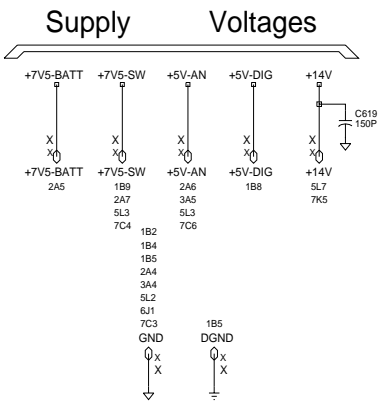 Supply Voltages
+7V5-BATT +7V5-SW +5V-AN +5V-DIG +14V
C619
150P
X X X X X
X X X X X
+7V5-BATT +7V5-SW +5V-AN +5V-DIG +14V
2A5 1B9 2A6 1B8 5L7
2A7 3A5 7K5
5L3 5L3
7C4 7C6
1B2
1B4
1B5
2A4
3A4
5L2
6J1
7C3 1B5
GND DGND
X X
X X